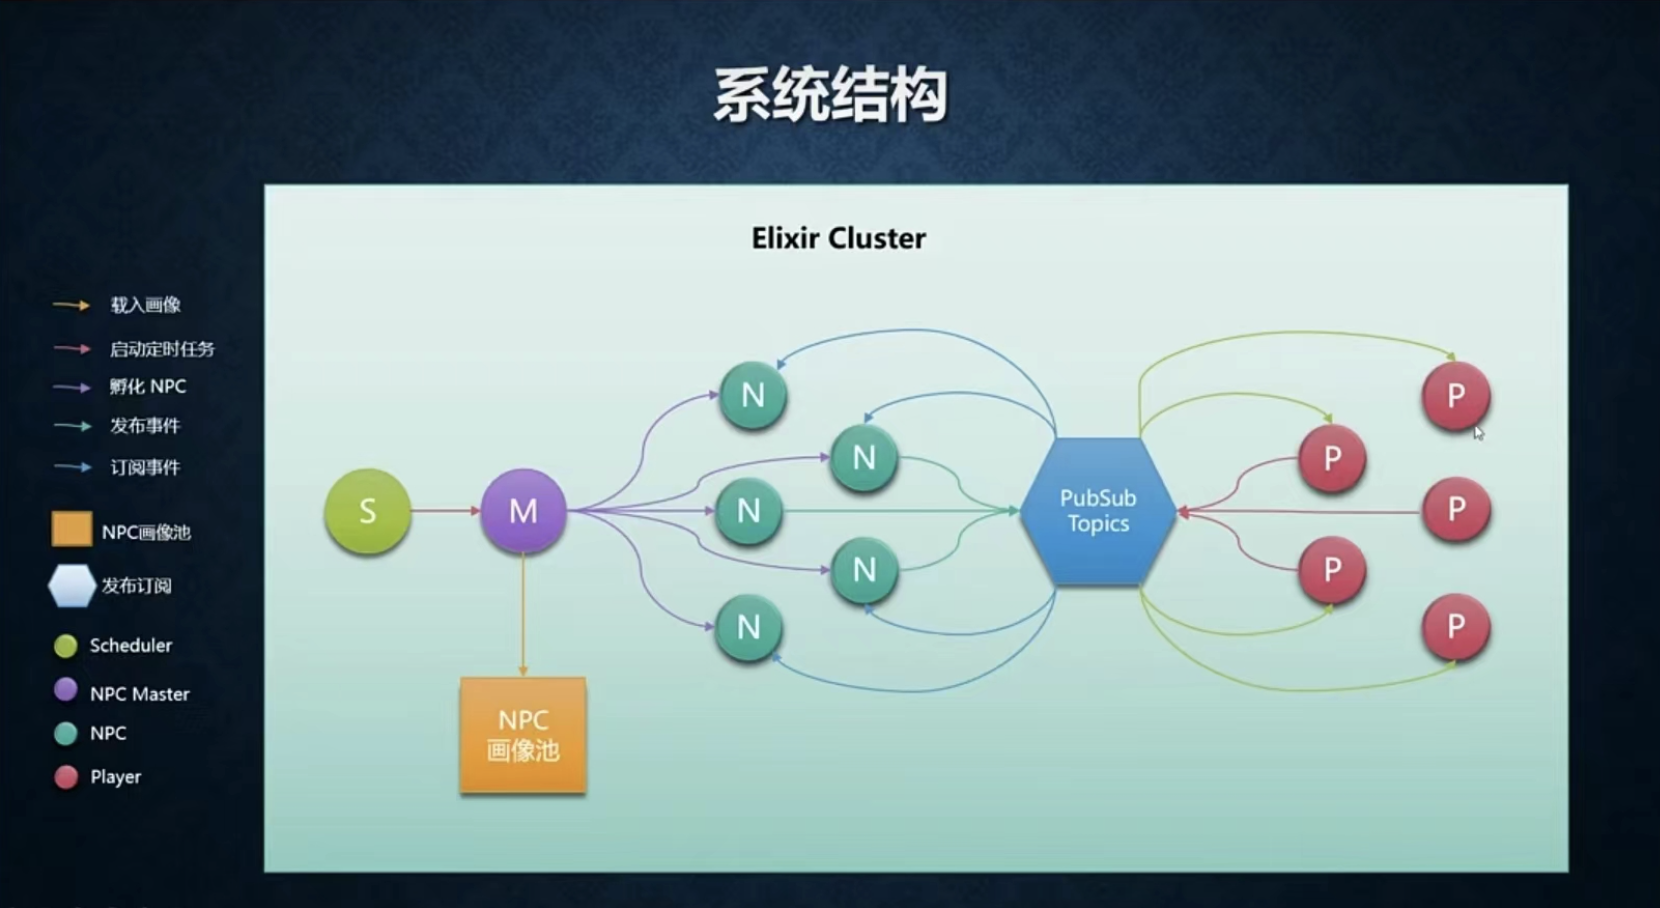 系统结构
Elixir Cluster
载入画像
启动定时任务
孵化 NPC
发布事件
订阅事件
NPC画像池
发布订阅
Scheduler
NPC Master
NPC
Player
S
M
N
N
N
N
N
PubSub
Topics
P
P
P
P
P
NPC
画像池